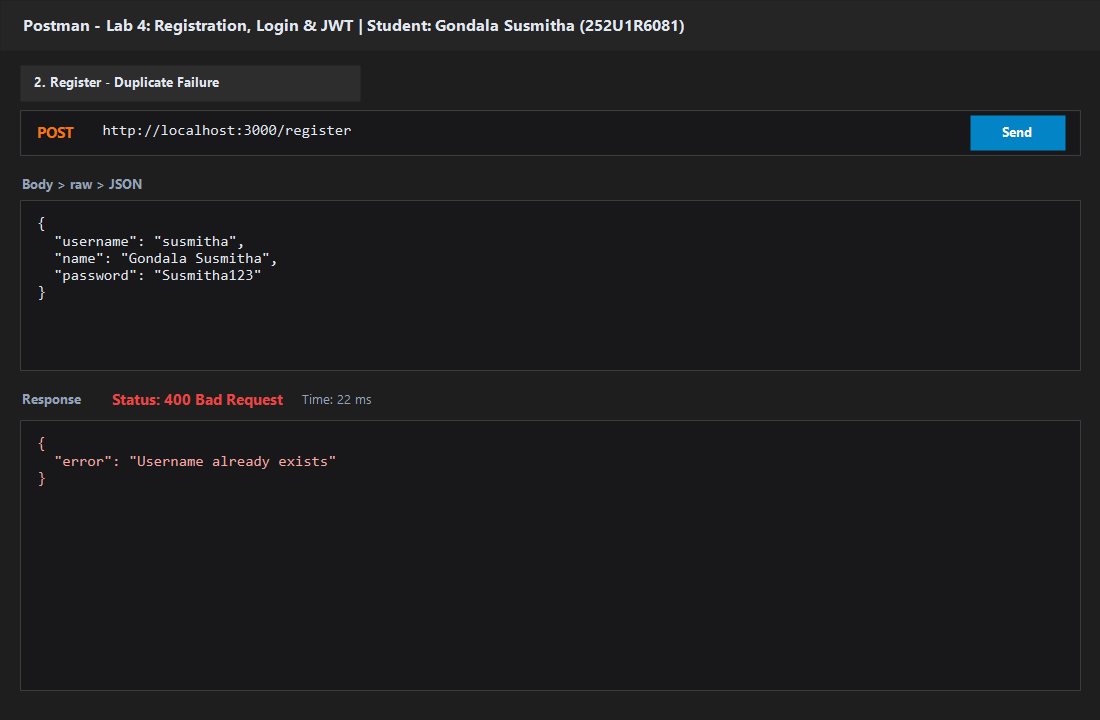 Postman - Lab 4: Registration, Login & JWT | Student: Gondala Susmitha (252U1R6081)
2. Register - Duplicate Failure
POST http://localhost:3000/register Send
Body > raw > JSON
{
  "username": "susmitha",
  "name": "Gondala Susmitha",
  "password": "Susmitha123"
}
Response Status: 400 Bad Request Time: 22 ms
{
  "error": "Username already exists"
}